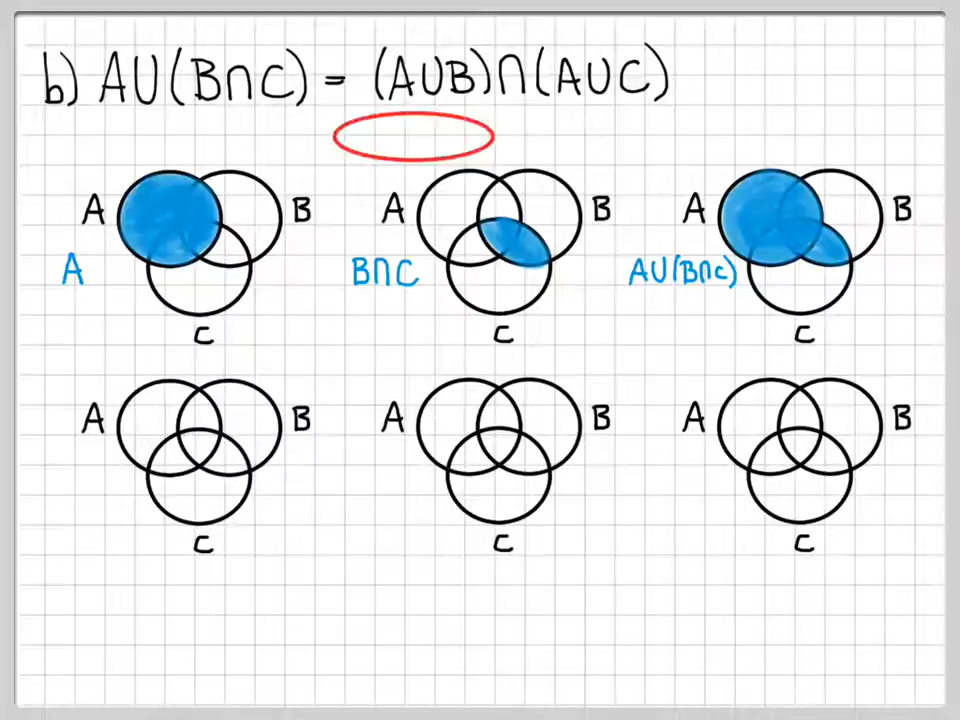 b) A∪(B∩C) = (A∪B)∩(A∪C)
A B A B A B
A B∩C A∪(B∩C)
C C C
A B A B A B
C C C